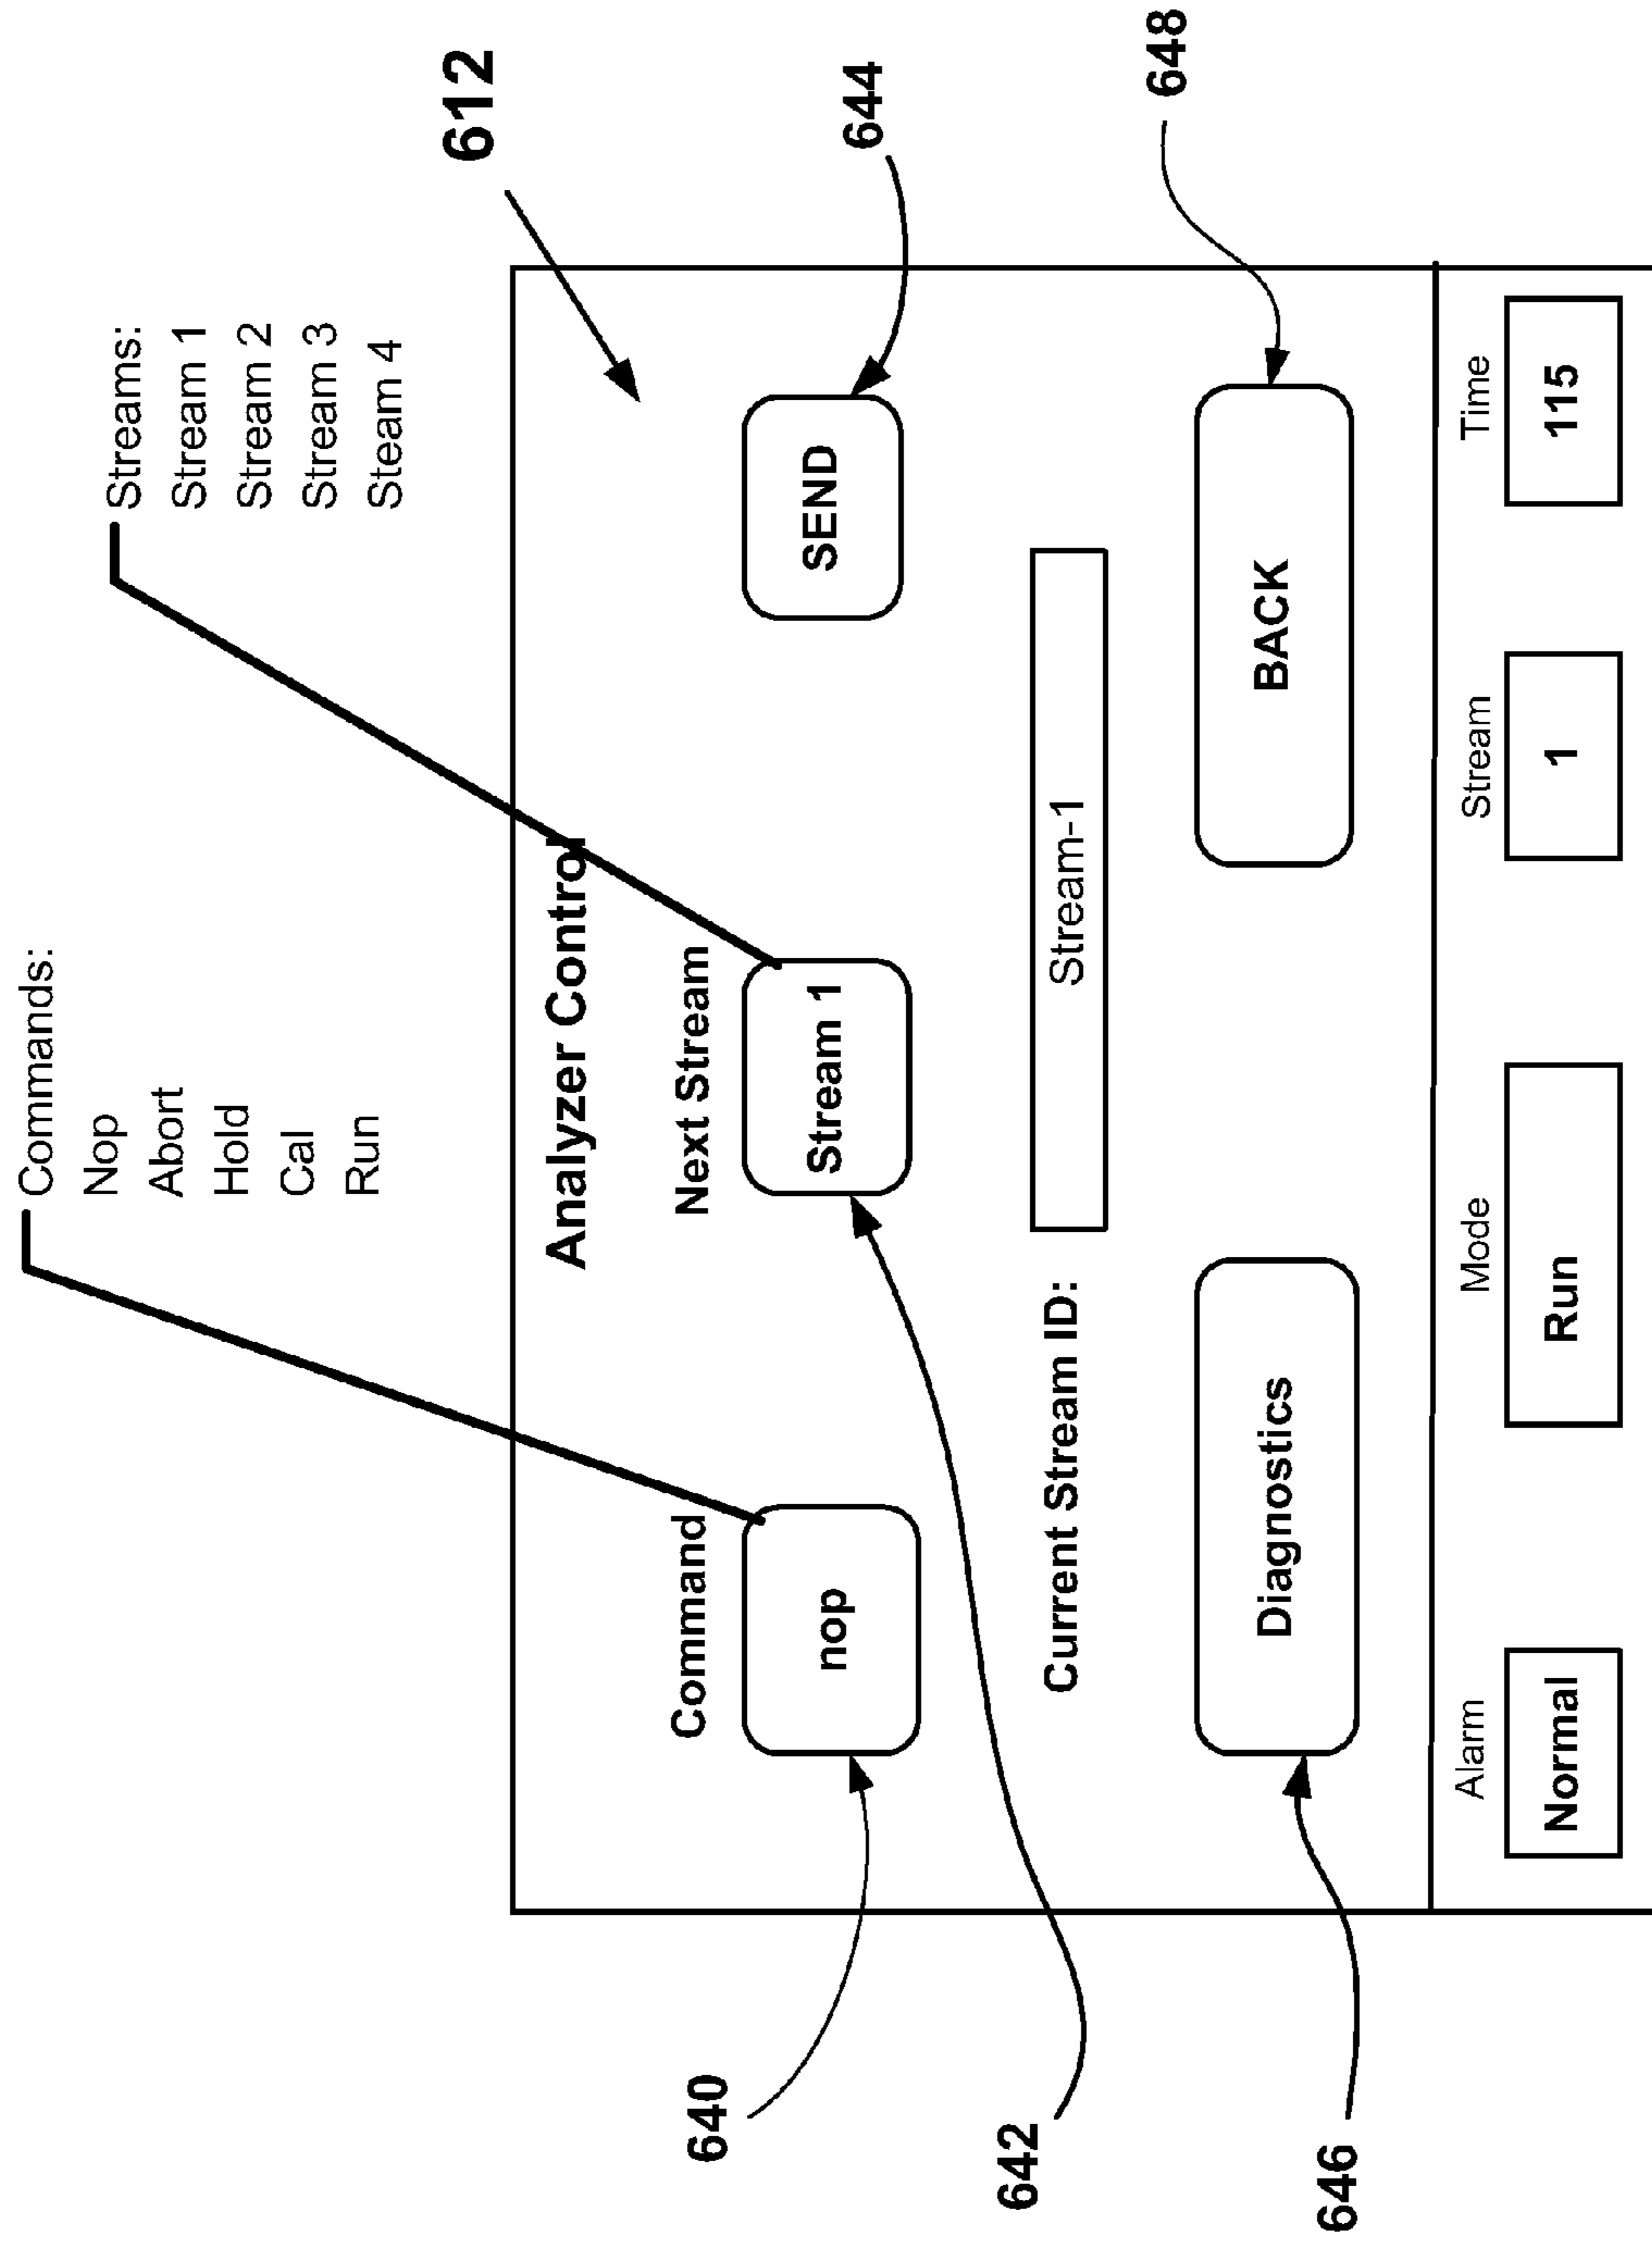 Commands:
Nop
Abort
Hold
Cal
Run
Streams:
Stream 1
Stream 2
Stream 3
Steam 4
612
Analyzer Control
Command
Next Stream
nop
Stream 1
SEND
640
642
644
Current Stream ID:
Stream-1
Diagnostics
BACK
646
648
Alarm
Mode
Stream
Time
Normal
Run
1
115